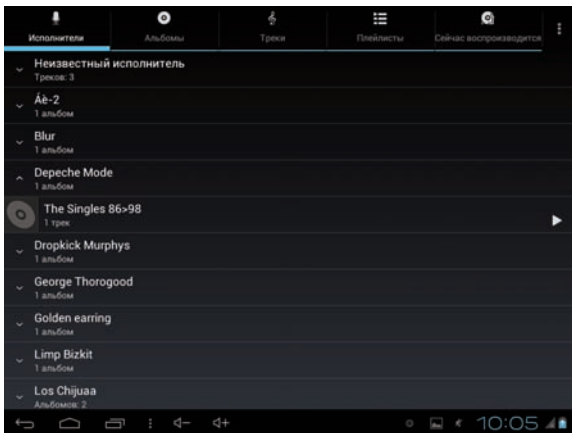 Исполнители
Альбомы
Треки
Плейлисты
Сейчас воспроизводится
Неизвестный исполнитель
Треков: 3
Áè-2
1 альбом
Blur
1 альбом
Depeche Mode
1 альбом
The Singles 86>98
1 трек
Dropkick Murphys
1 альбом
George Thorogood
1 альбом
Golden earring
1 альбом
Limp Bizkit
1 альбом
Los Chijuaa
Альбомов: 2
10:05